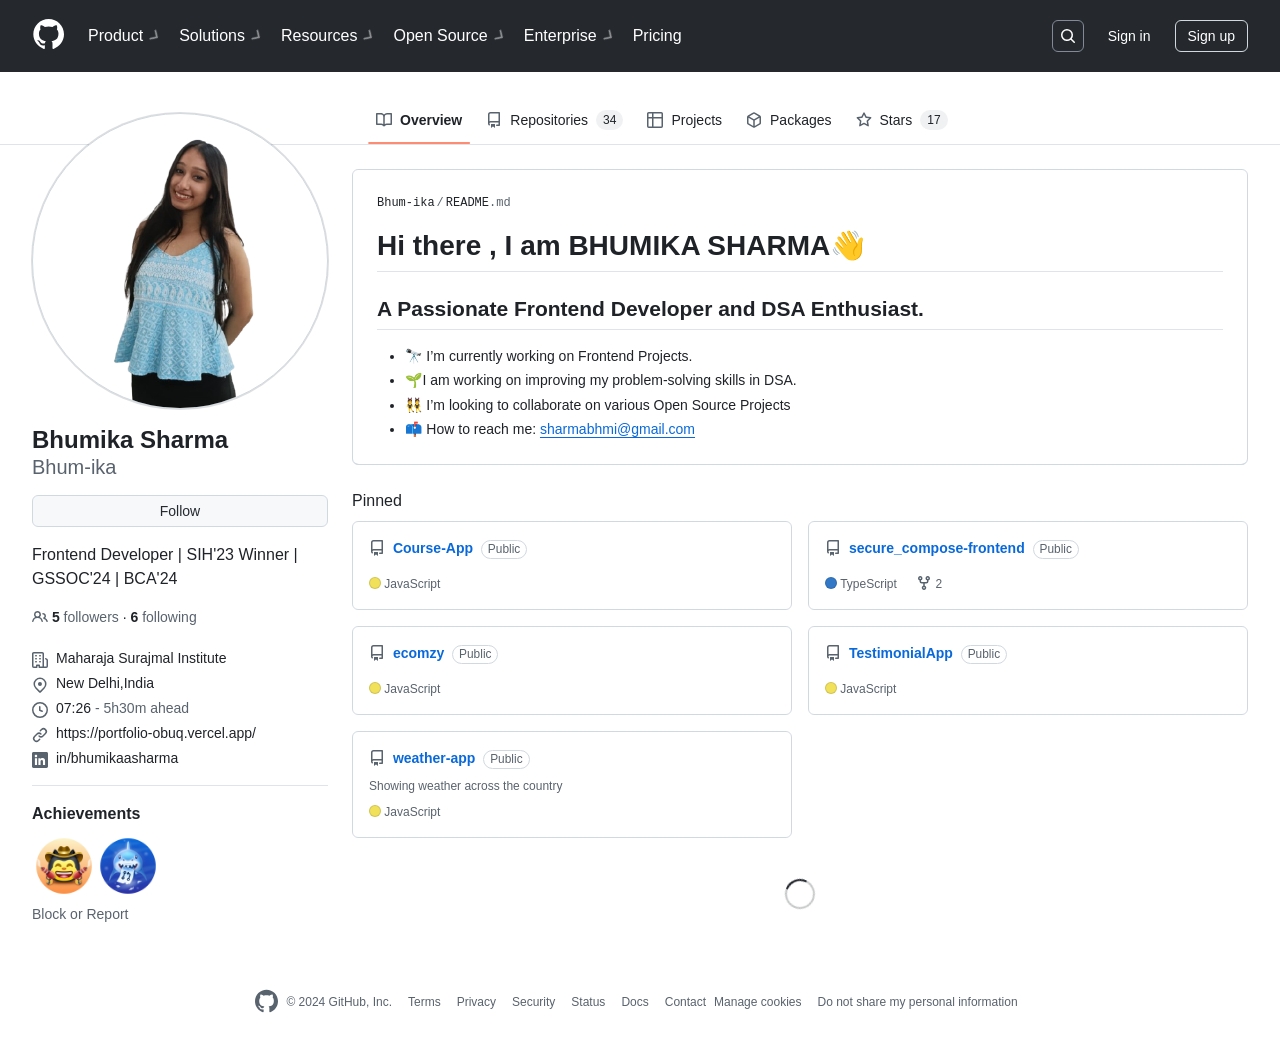 Product Solutions Resources Open Source Enterprise Pricing Sign in Sign up
Overview Repositories 34 Projects Packages Stars 17
Bhum-ika/README.md
Hi there , I am BHUMIKA SHARMA👋
A Passionate Frontend Developer and DSA Enthusiast.
• 🔭 I’m currently working on Frontend Projects.
• 🌱I am working on improving my problem-solving skills in DSA.
• 👯 I’m looking to collaborate on various Open Source Projects
• 📫 How to reach me: sharmabhmi@gmail.com
Bhumika Sharma
Bhum-ika
Follow
Frontend Developer | SIH'23 Winner |
GSSOC'24 | BCA'24
5 followers · 6 following
Maharaja Surajmal Institute
New Delhi,India
07:26 - 5h30m ahead
https://portfolio-obuq.vercel.app/
in/bhumikaasharma
Achievements
Block or Report
Pinned
Course-App Public
JavaScript
secure_compose-frontend Public
TypeScript 2
ecomzy Public
JavaScript
TestimonialApp Public
JavaScript
weather-app Public
Showing weather across the country
JavaScript
© 2024 GitHub, Inc. Terms Privacy Security Status Docs Contact Manage cookies Do not share my personal information